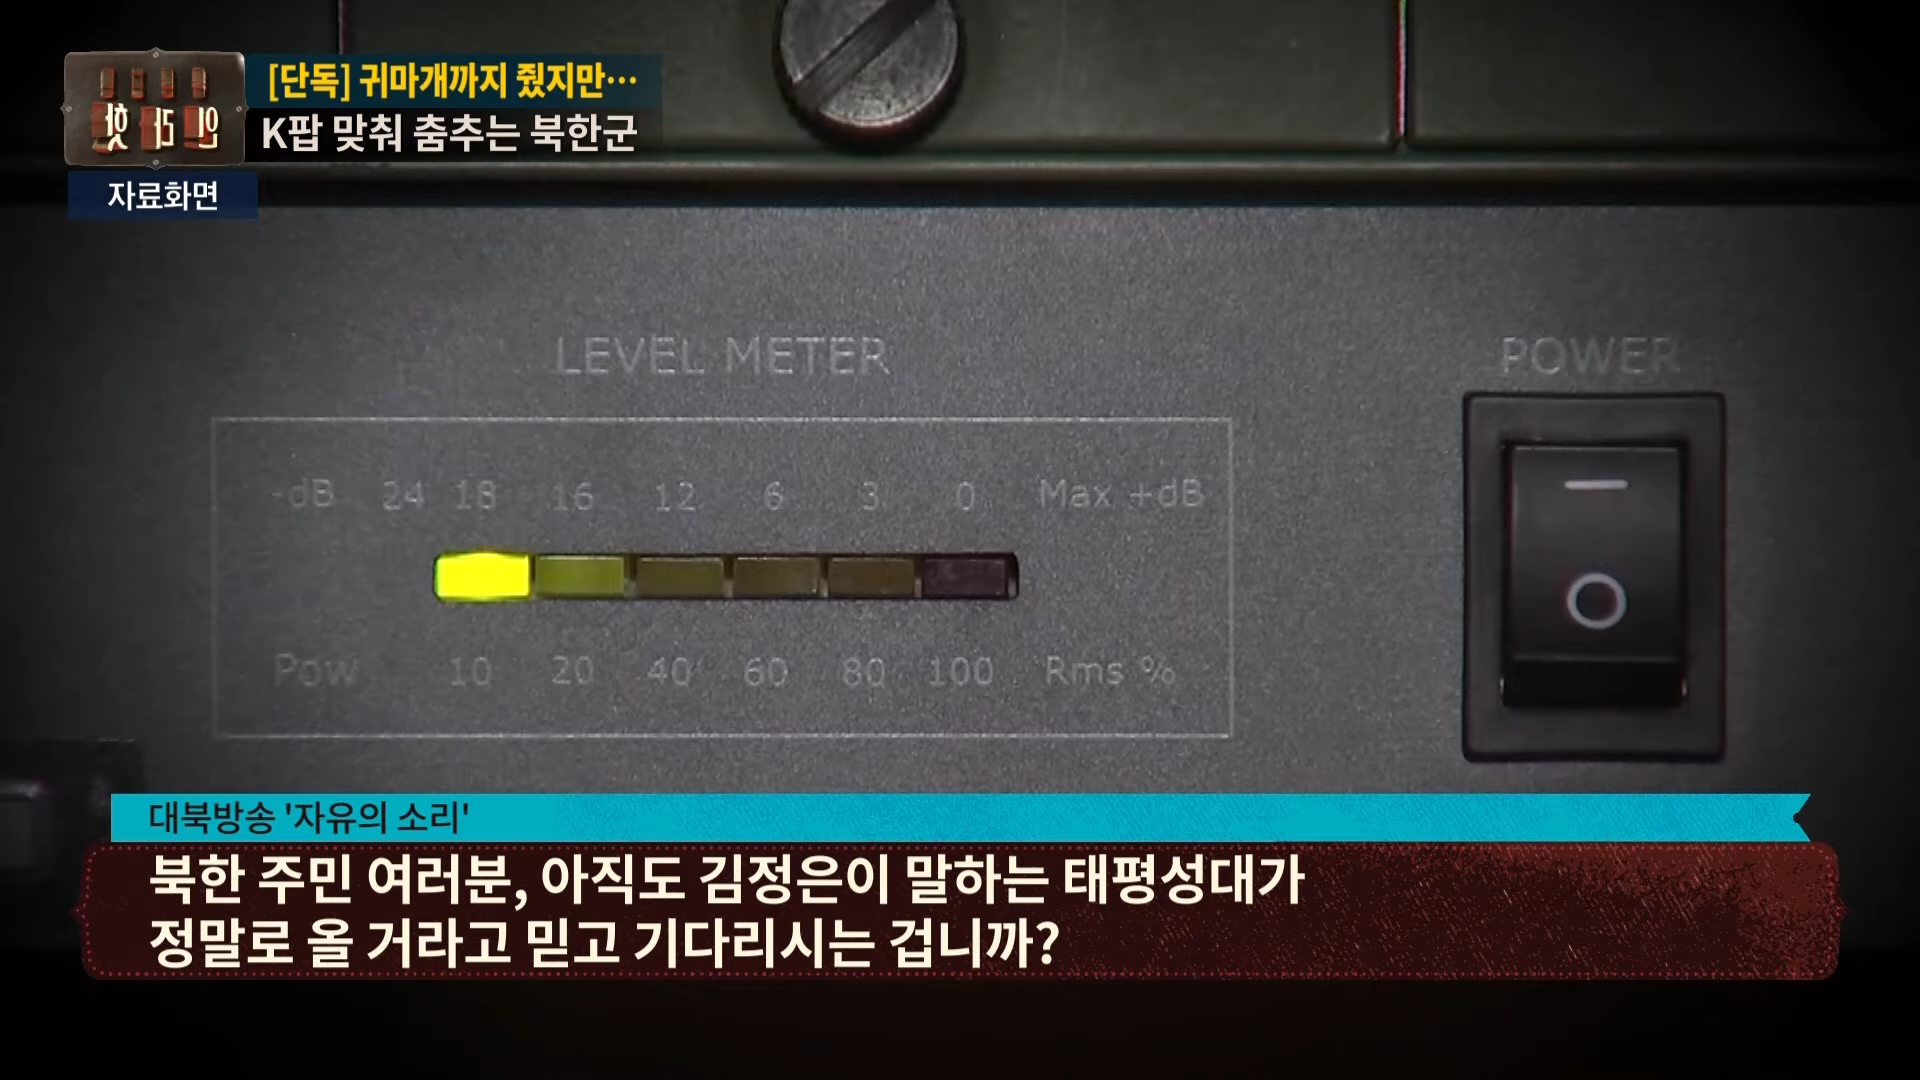 [단독] 귀마개까지 줬지만…
K팝 맞춰 춤추는 북한군
핫라인
자료화면
LEVEL METER
POWER
-dB 24 18 16 12 6 3 0 Max +dB
Pow 10 20 40 60 80 100 Rms %
대북방송 '자유의 소리'
북한 주민 여러분, 아직도 김정은이 말하는 태평성대가
정말로 올 거라고 믿고 기다리시는 겁니까?